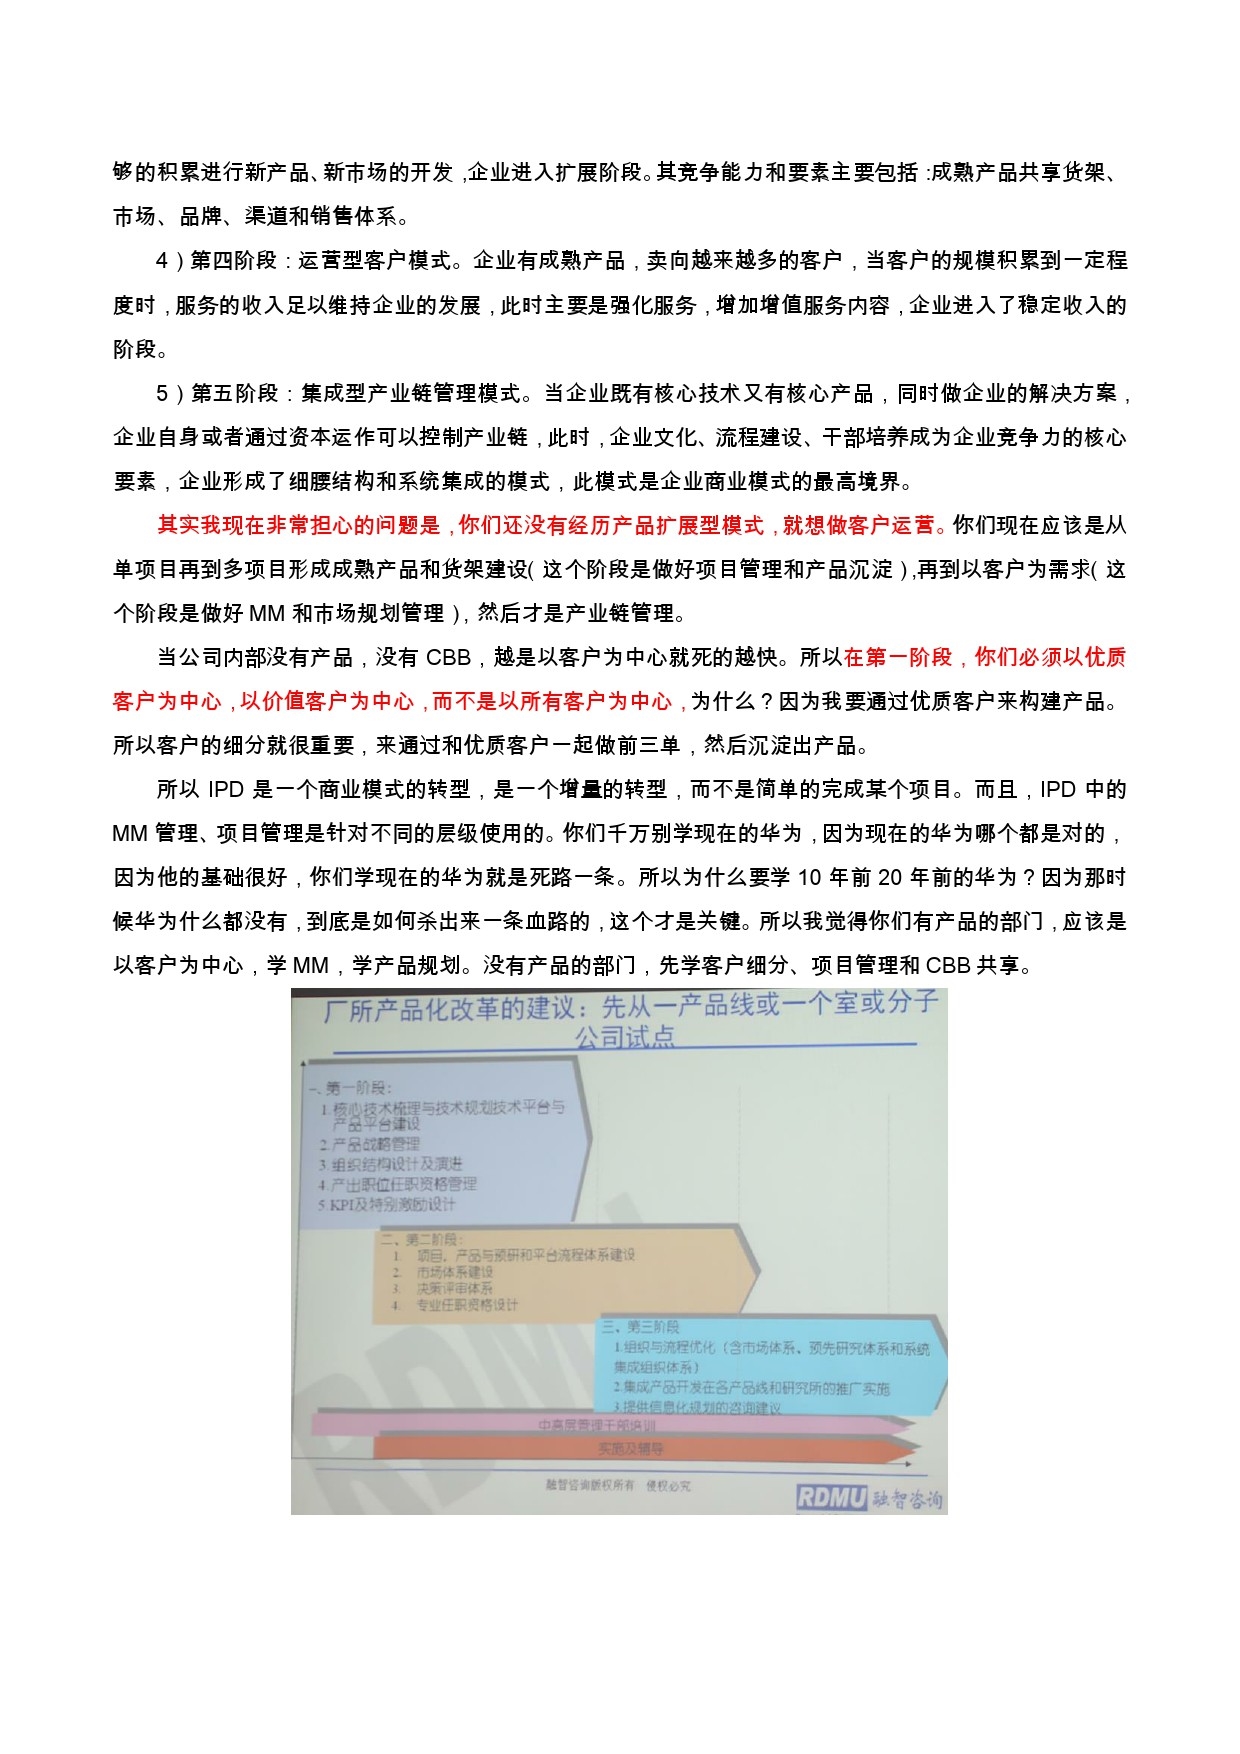 够的积累进行新产品、新市场的开发，企业进入扩展阶段。其竞争能力和要素主要包括：成熟产品共享货架、
市场、品牌、渠道和销售体系。
4）第四阶段：运营型客户模式。企业有成熟产品，卖向越来越多的客户，当客户的规模积累到一定程
度时，服务的收入足以维持企业的发展，此时主要是强化服务，增加增值服务内容，企业进入了稳定收入的
阶段。
5）第五阶段：集成型产业链管理模式。当企业既有核心技术又有核心产品，同时做企业的解决方案，
企业自身或者通过资本运作可以控制产业链，此时，企业文化、流程建设、干部培养成为企业竞争力的核心
要素，企业形成了细腰结构和系统集成的模式，此模式是企业商业模式的最高境界。
其实我现在非常担心的问题是，你们还没有经历产品扩展型模式，就想做客户运营。你们现在应该是从
单项目再到多项目形成成熟产品和货架建设（这个阶段是做好项目管理和产品沉淀），再到以客户为需求（这
个阶段是做好 MM 和市场规划管理），然后才是产业链管理。
当公司内部没有产品，没有 CBB，越是以客户为中心就死的越快。所以在第一阶段，你们必须以优质
客户为中心，以价值客户为中心，而不是以所有客户为中心，为什么？因为我要通过优质客户来构建产品。
所以客户的细分就很重要，来通过和优质客户一起做前三单，然后沉淀出产品。
所以 IPD 是一个商业模式的转型，是一个增量的转型，而不是简单的完成某个项目。而且，IPD 中的
MM 管理、项目管理是针对不同的层级使用的。你们千万别学现在的华为，因为现在的华为哪个都是对的，
因为他的基础很好，你们学现在的华为就是死路一条。所以为什么要学 10 年前 20 年前的华为？因为那时
候华为什么都没有，到底是如何杀出来一条血路的，这个才是关键。所以我觉得你们有产品的部门，应该是
以客户为中心，学 MM，学产品规划。没有产品的部门，先学客户细分、项目管理和 CBB 共享。
厂所产品化改革的建议：先从一产品线或一个室或分子
公司试点
一. 第一阶段：
1.核心技术梳理与技术规划技术平台与
产品平台建设
2.产品战略管理
3.组织结构设计及演进
4.产出职位任职资格管理
5.KPI及特别激励设计
二、第二阶段：
1. 项目、产品与预研和平台流程体系建设
2. 市场体系建设
3. 决策评审体系
4. 专业任职资格设计
三、第三阶段
1.组织与流程优化（含市场体系、预先研究体系和系统
集成组织体系）
2.集成产品开发在各产品线和研究所的推广实施
3.提供信息化规划的咨询建议
中高层管理干部培训
实施及辅导
融智咨询版权所有 侵权必究
RDMU 融智咨询